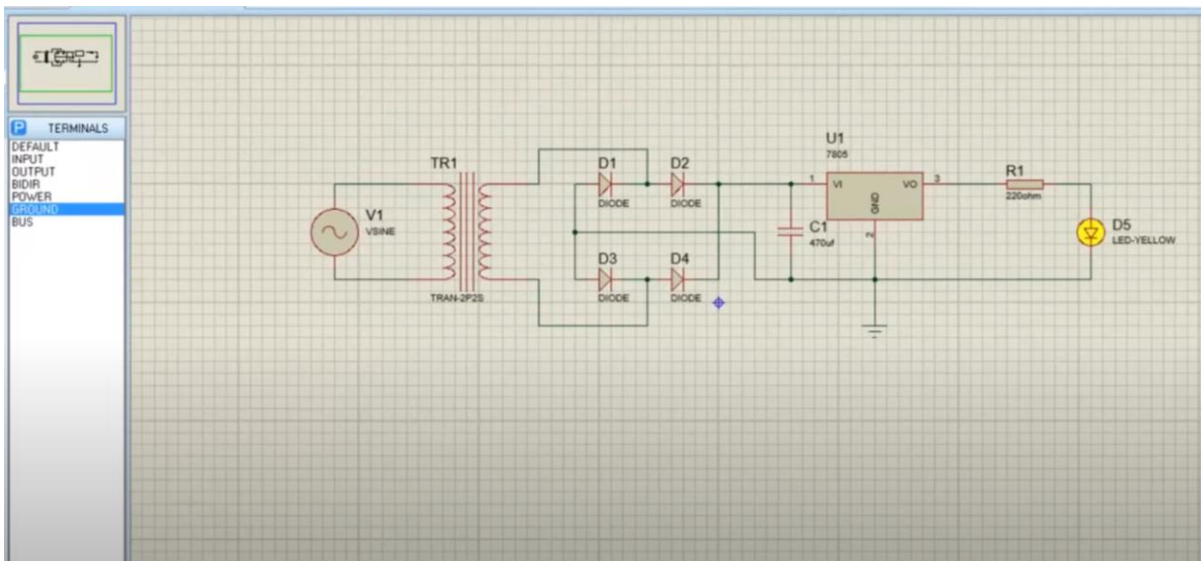 P TERMINALS
DEFAULT
INPUT
OUTPUT
BIDIR
POWER
GROUND
BUS
V1
VSINE
TR1
TRAN-2P2S
D1
DIODE
D2
DIODE
D3
DIODE
D4
DIODE
C1
470uf
U1
7805
1
VI
VO
3
GND
2
R1
220ohm
D5
LED-YELLOW